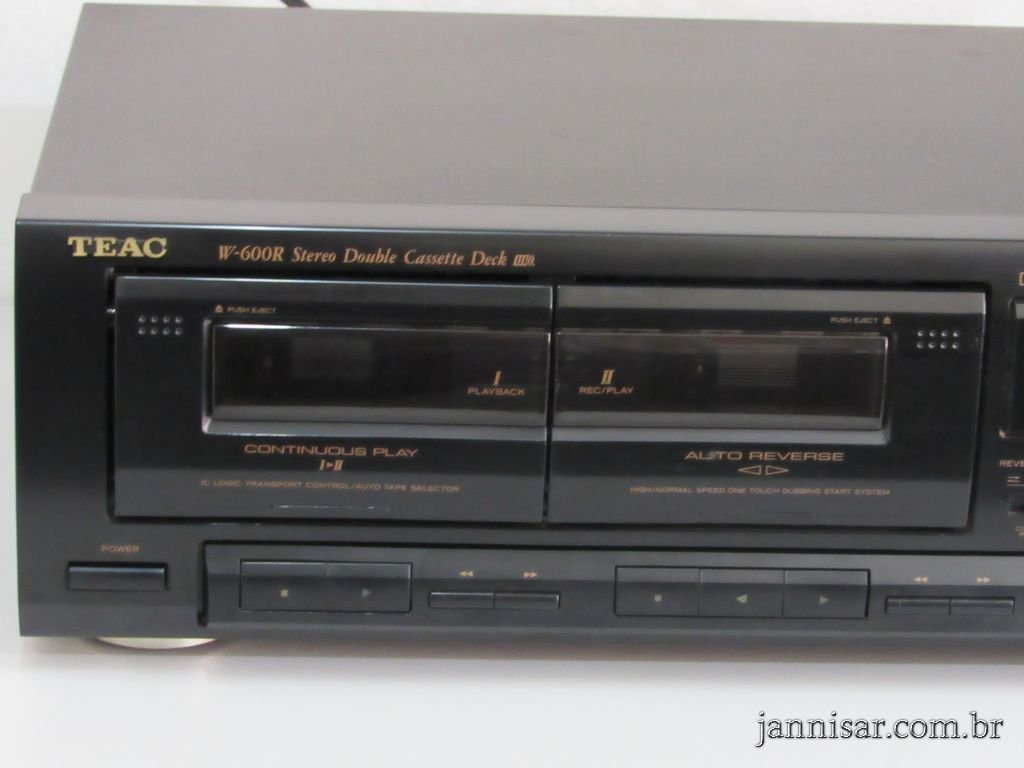 TEAC
W-600R Stereo Double Cassette Deck
PUSH EJECT
PUSH EJECT
I
PLAYBACK
II
REC/PLAY
CONTINUOUS PLAY
I▸II
IC LOGIC TRANSPORT CONTROL/AUTO TAPE SELECTOR
AUTO REVERSE
HIGH/NORMAL SPEED ONE TOUCH DUBBING START SYSTEM
POWER
jannisar.com.br